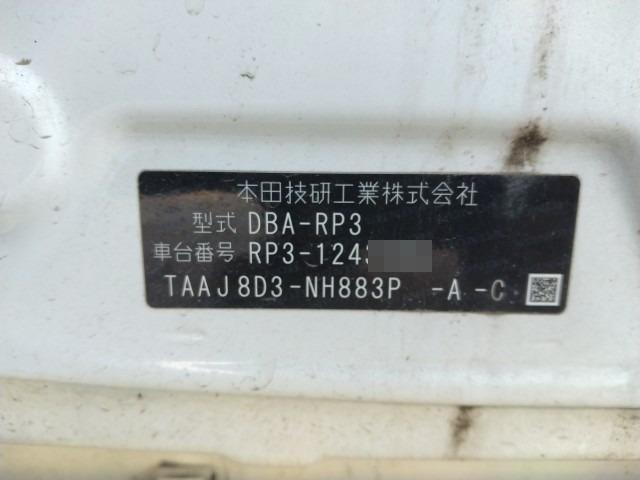 本田技研工業株式会社
型式 DBA-RP3
車台番号 RP3-124
TAAJ8D3-NH883P -A -C